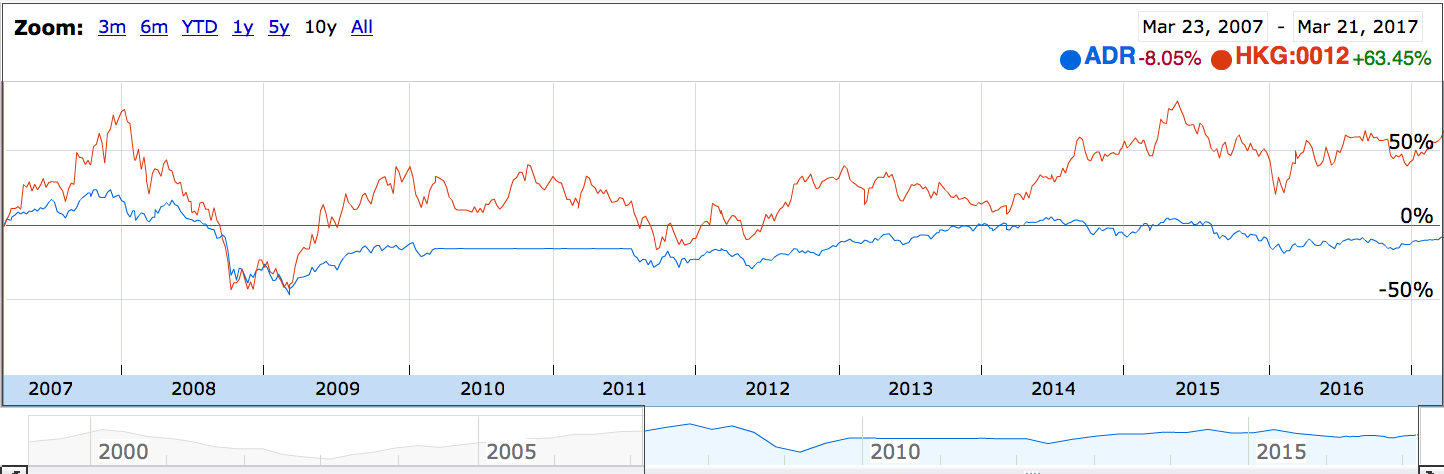 Zoom: 3m 6m YTD 1y 5y 10y All Mar 23, 2007 - Mar 21, 2017
ADR -8.05% HKG:0012 +63.45%
50%
0%
-50%
2007 2008 2009 2010 2011 2012 2013 2014 2015 2016
2000 2005 2010 2015